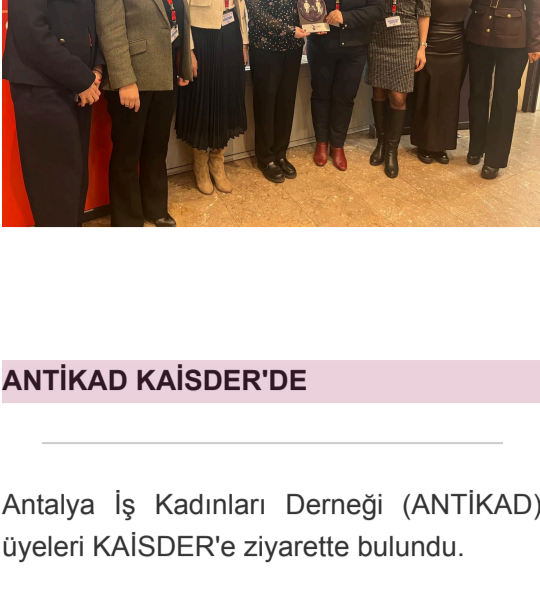 ANTİKAD KAİSDER'DE
Antalya İş Kadınları Derneği (ANTİKAD)
üyeleri KAİSDER'e ziyarette bulundu.